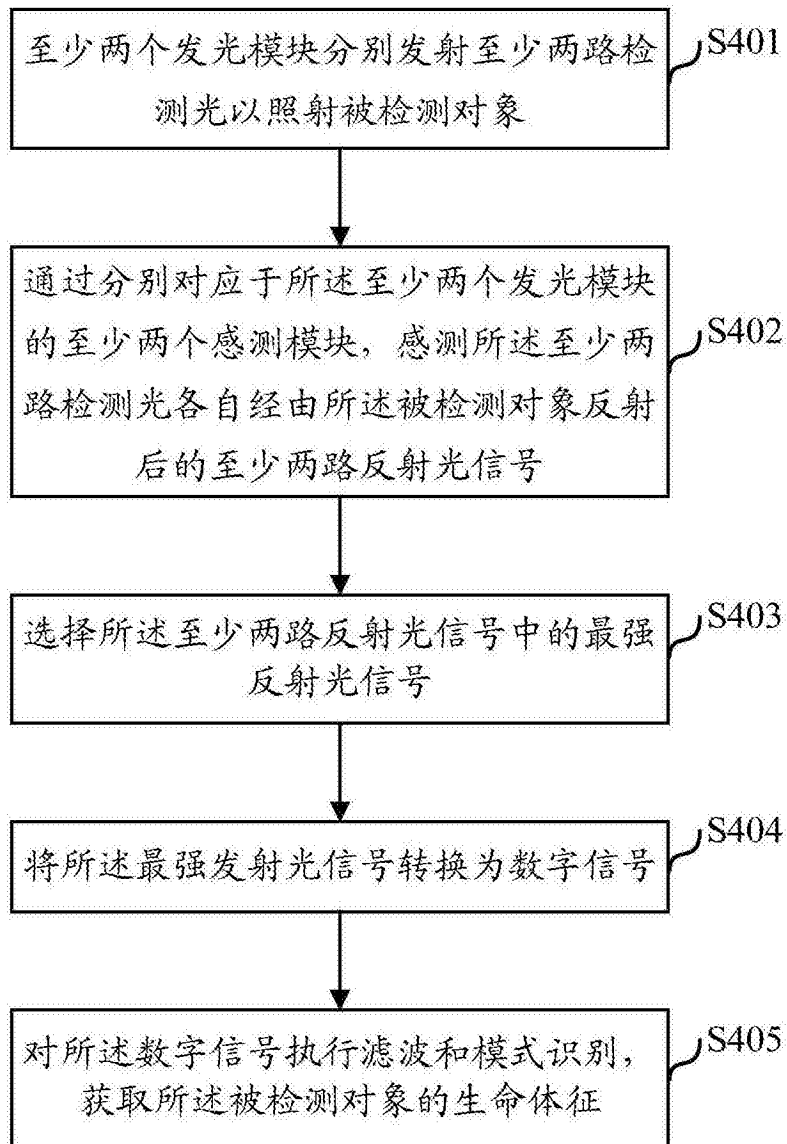 至少两个发光模块分别发射至少两路检
测光以照射被检测对象
S401
通过分别对应于所述至少两个发光模块
的至少两个感测模块，感测所述至少两
路检测光各自经由所述被检测对象反射
后的至少两路反射光信号
S402
选择所述至少两路反射光信号中的最强
反射光信号
S403
将所述最强发射光信号转换为数字信号
S404
对所述数字信号执行滤波和模式识别，
获取所述被检测对象的生命体征
S405